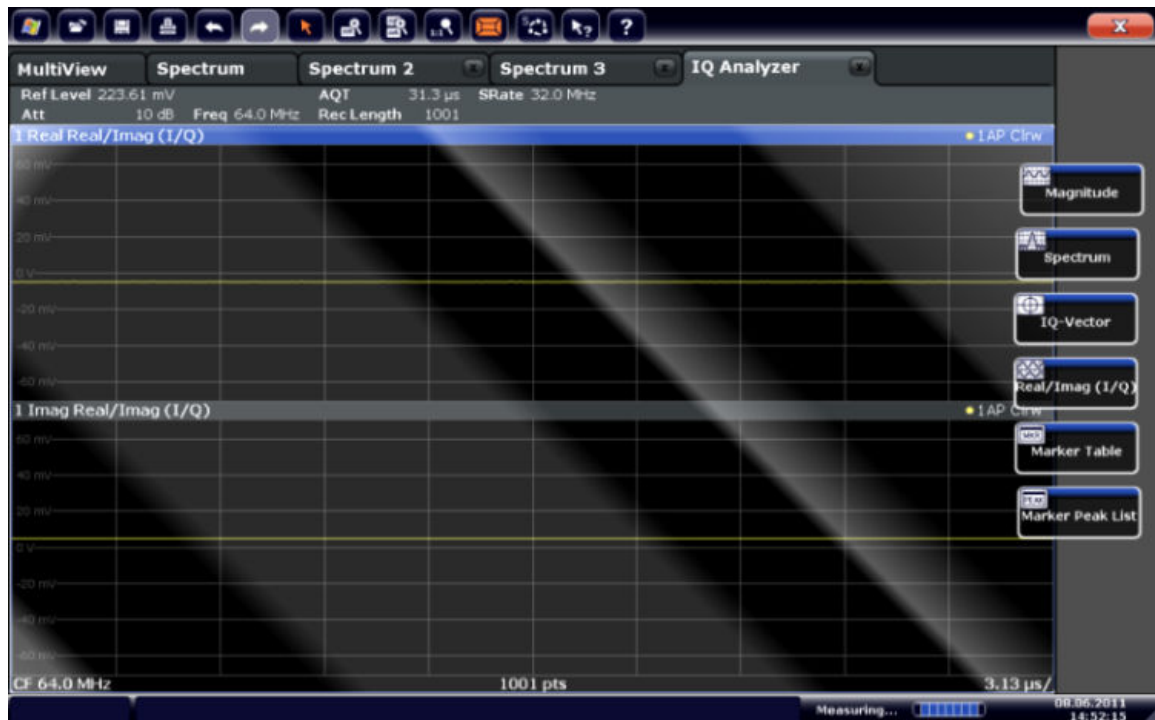 MultiView Spectrum Spectrum 2 Spectrum 3 IQ Analyzer
Ref Level 223.61 mV AQT 31.3 µs SRate 32.0 MHz
Att 10 dB Freq 64.0 MHz Rec Length 1001
1 Real Real/Imag (I/Q) 1AP Clrw
60 mV
40 mV
20 mV
0 V
-20 mV
-40 mV
-60 mV
1 Imag Real/Imag (I/Q) 1AP Clrw
60 mV
40 mV
20 mV
0 V
-20 mV
-40 mV
-60 mV
CF 64.0 MHz 1001 pts 3.13 µs/
Magnitude
Spectrum
IQ-Vector
Real/Imag (I/Q)
Marker Table
Marker Peak List
Measuring...
08.06.2011
14:52:15